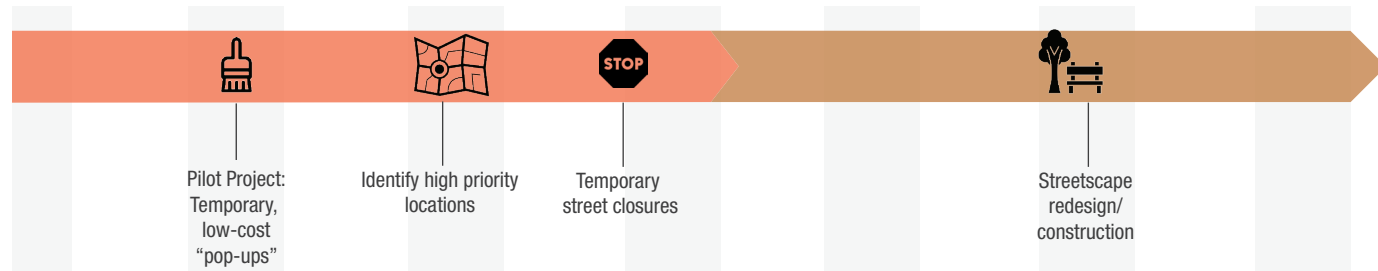 STOP
Pilot Project:
Temporary,
low-cost
“pop-ups”
Identify high priority
locations
Temporary
street closures
Streetscape
redesign/
construction